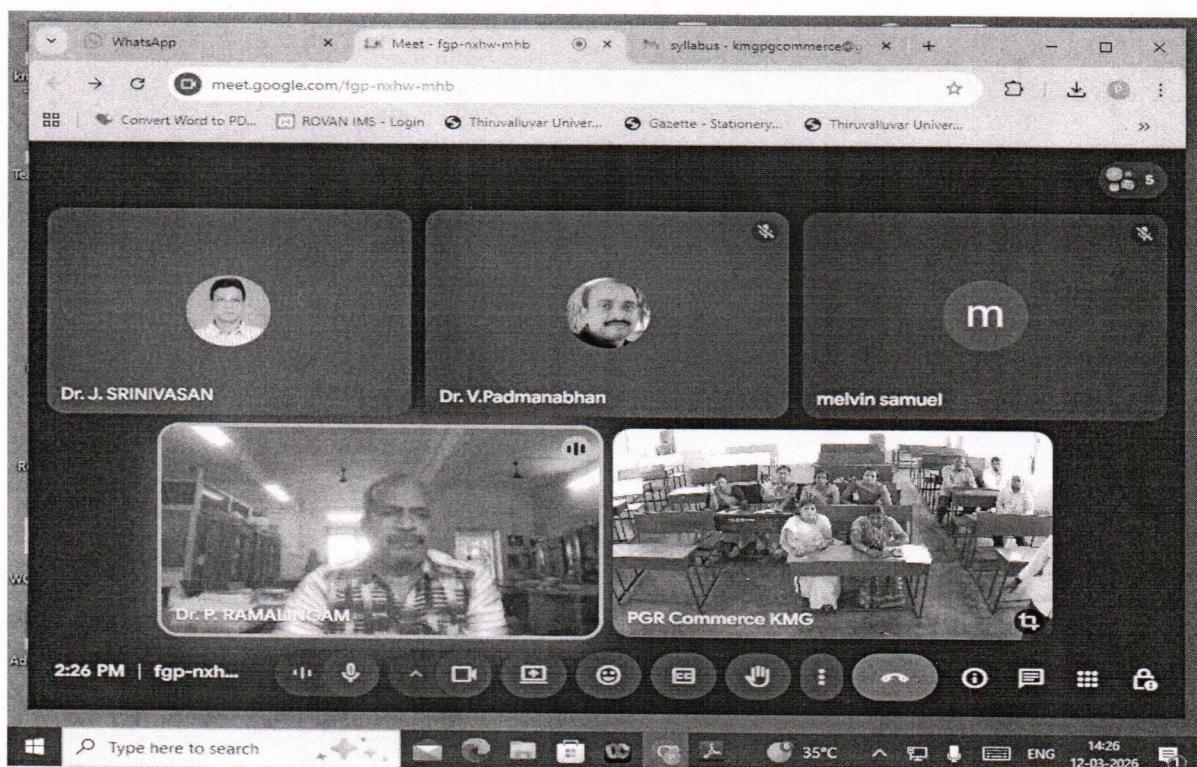 WhatsApp
Meet - fgp-nxhw-mhb
syllabus - kmgpgcommerce@g
meet.google.com/fgp-nxhw-mhb
Convert Word to PD...
ROVAN IMS - Login
Thiruvalluvar Univer...
Gazette - Stationery...
Thiruvalluvar Univer...
5
Dr. J. SRINIVASAN
Dr. V.Padmanabhan
m
melvin samuel
Dr. P. RAMALINGAM
PGR Commerce KMG
2:26 PM | fgp-nxh...
CC
Type here to search
35°C
ENG
14:26
12-03-2026